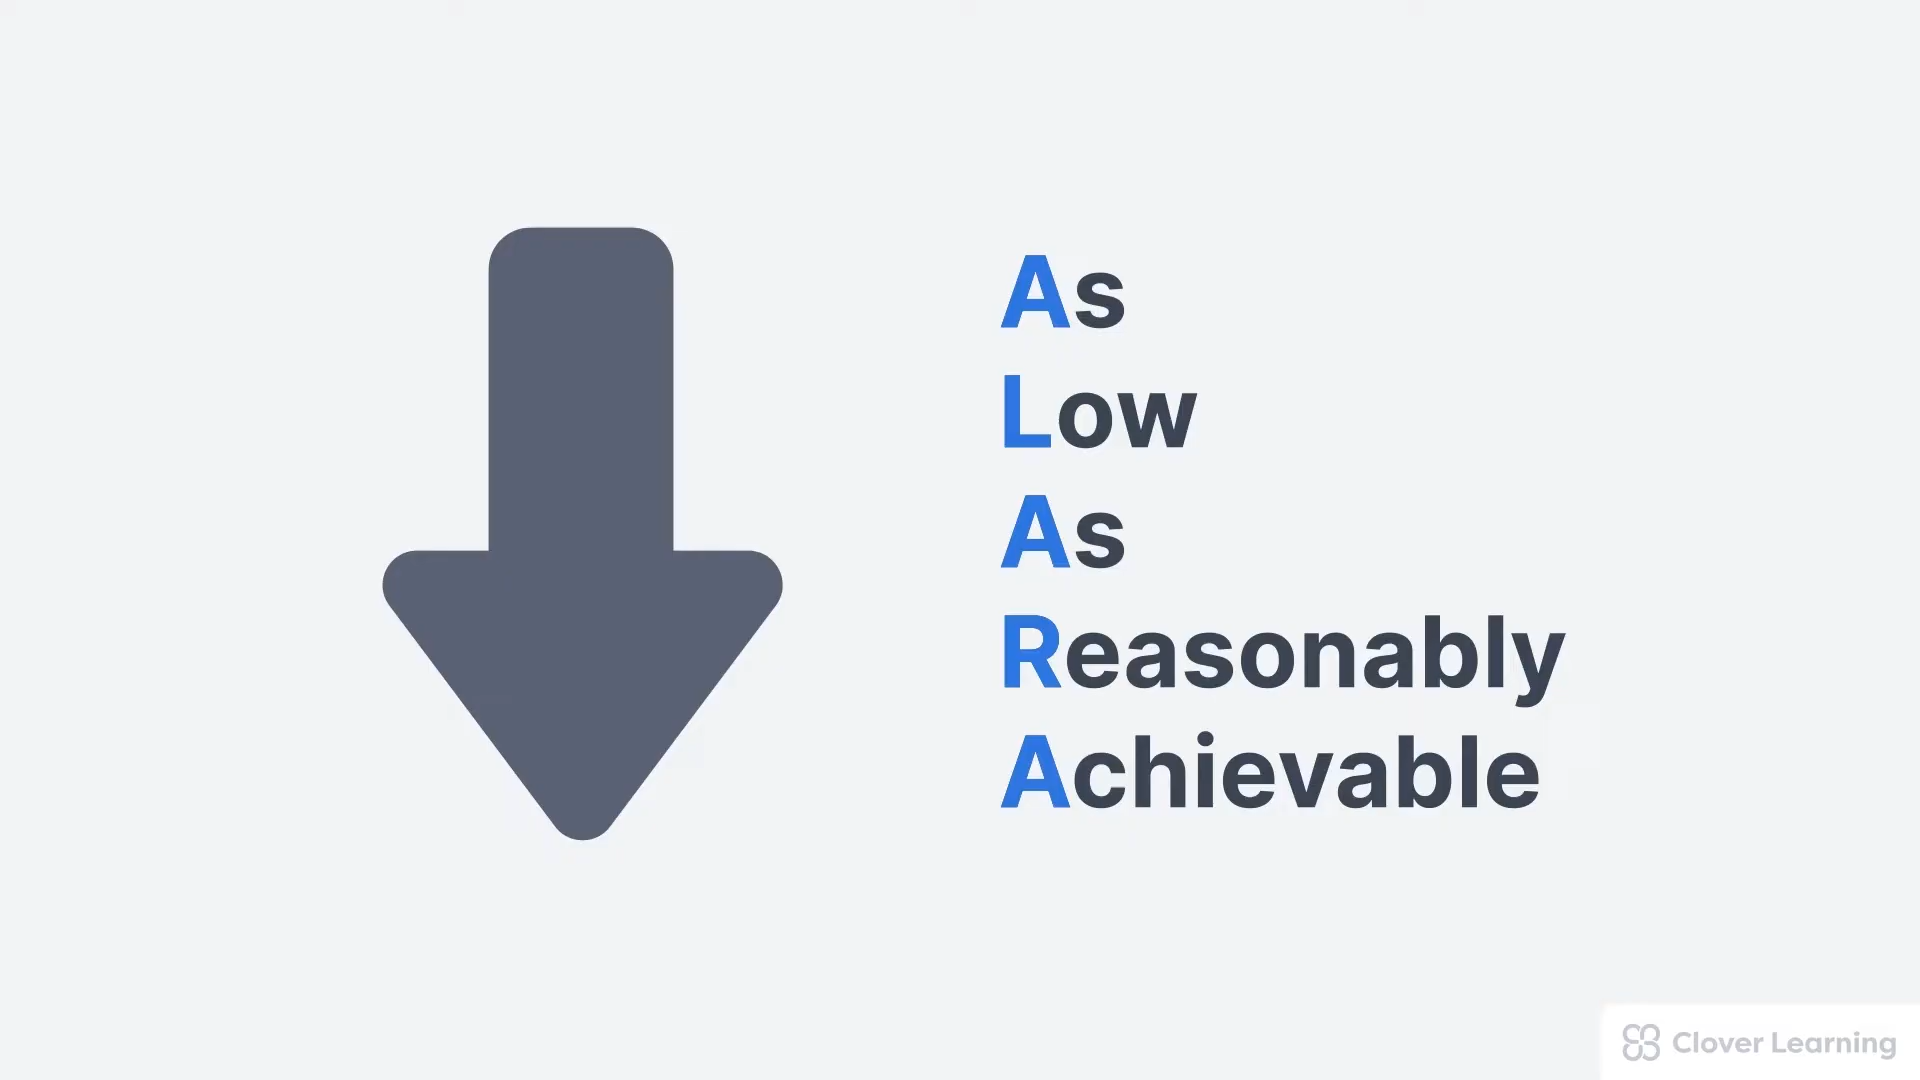 As
Low
As
Reasonably
Achievable
Clover Learning